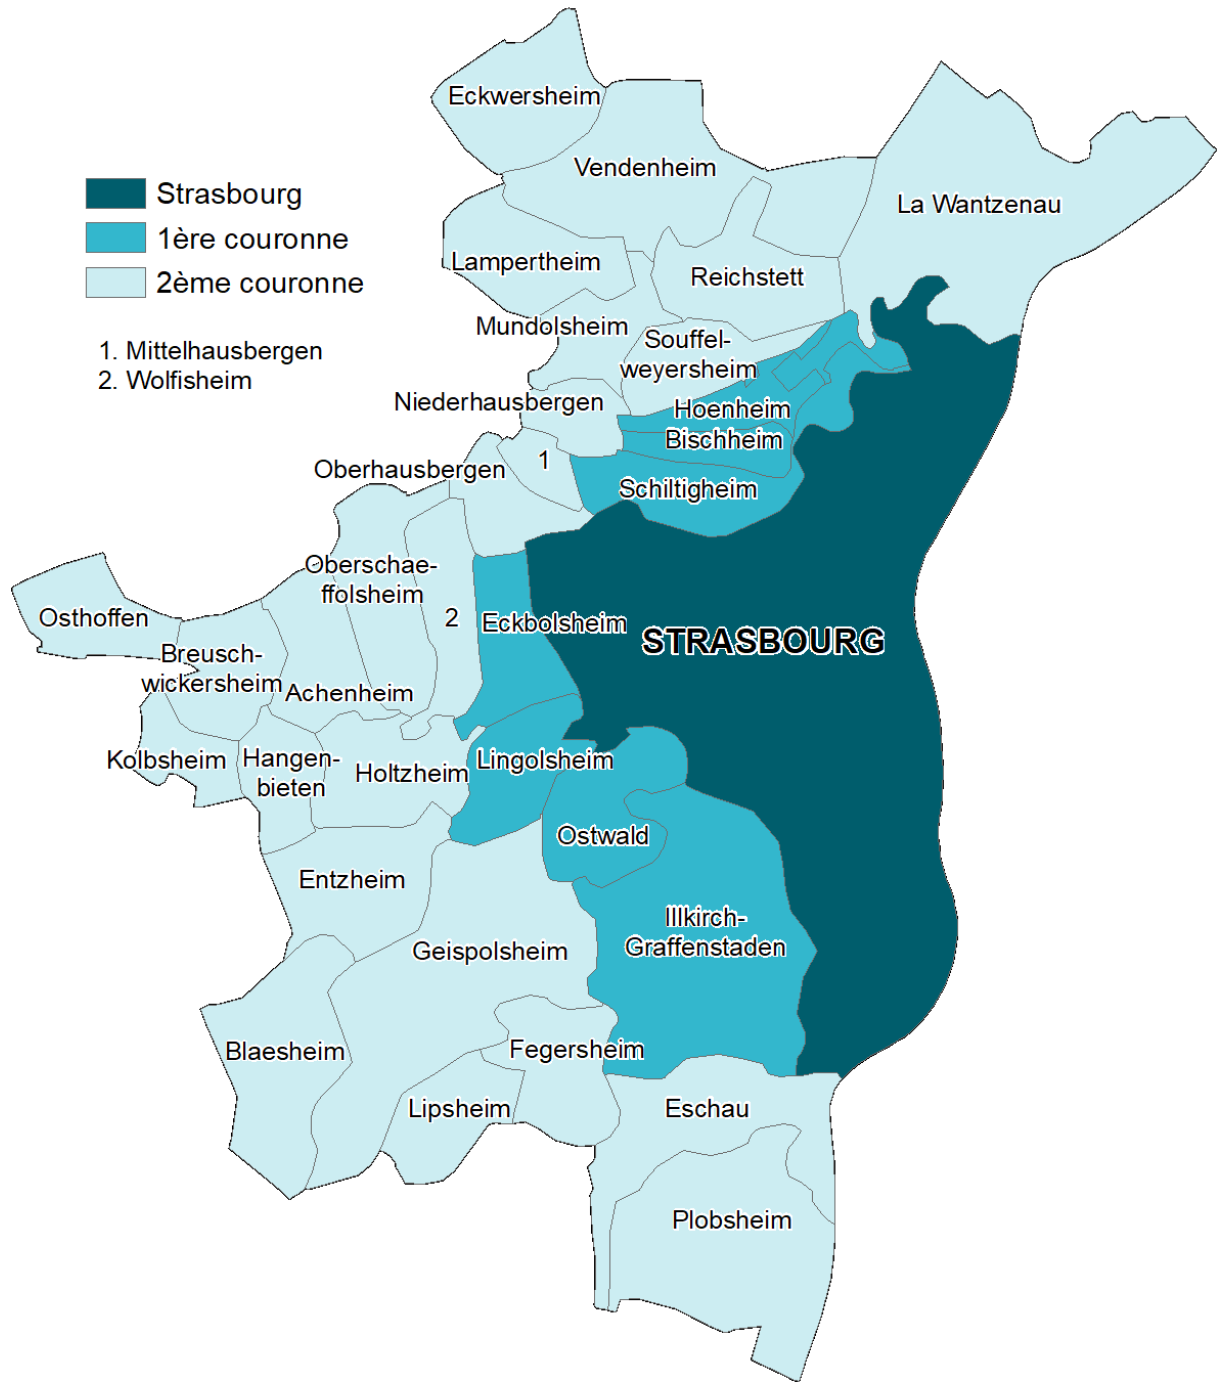 Eckwersheim
Vendenheim
La Wantzenau
Strasbourg
1ère couronne
2ème couronne
Lampertheim
Reichstett
Mundolsheim
Souffel-
weyersheim
1. Mittelhausbergen
2. Wolfisheim
Niederhausbergen
Hoenheim
Bischheim
Oberhausbergen
1
Schiltigheim
Oberschae-
ffolsheim
Osthoffen
2
Eckbolsheim
STRASBOURG
Breusch-
wickersheim
Achenheim
Kolbsheim
Hangen-
bieten
Holtzheim
Lingolsheim
Ostwald
Entzheim
Illkirch-
Graffenstaden
Geispolsheim
Blaesheim
Fegersheim
Lipsheim
Eschau
Plobsheim